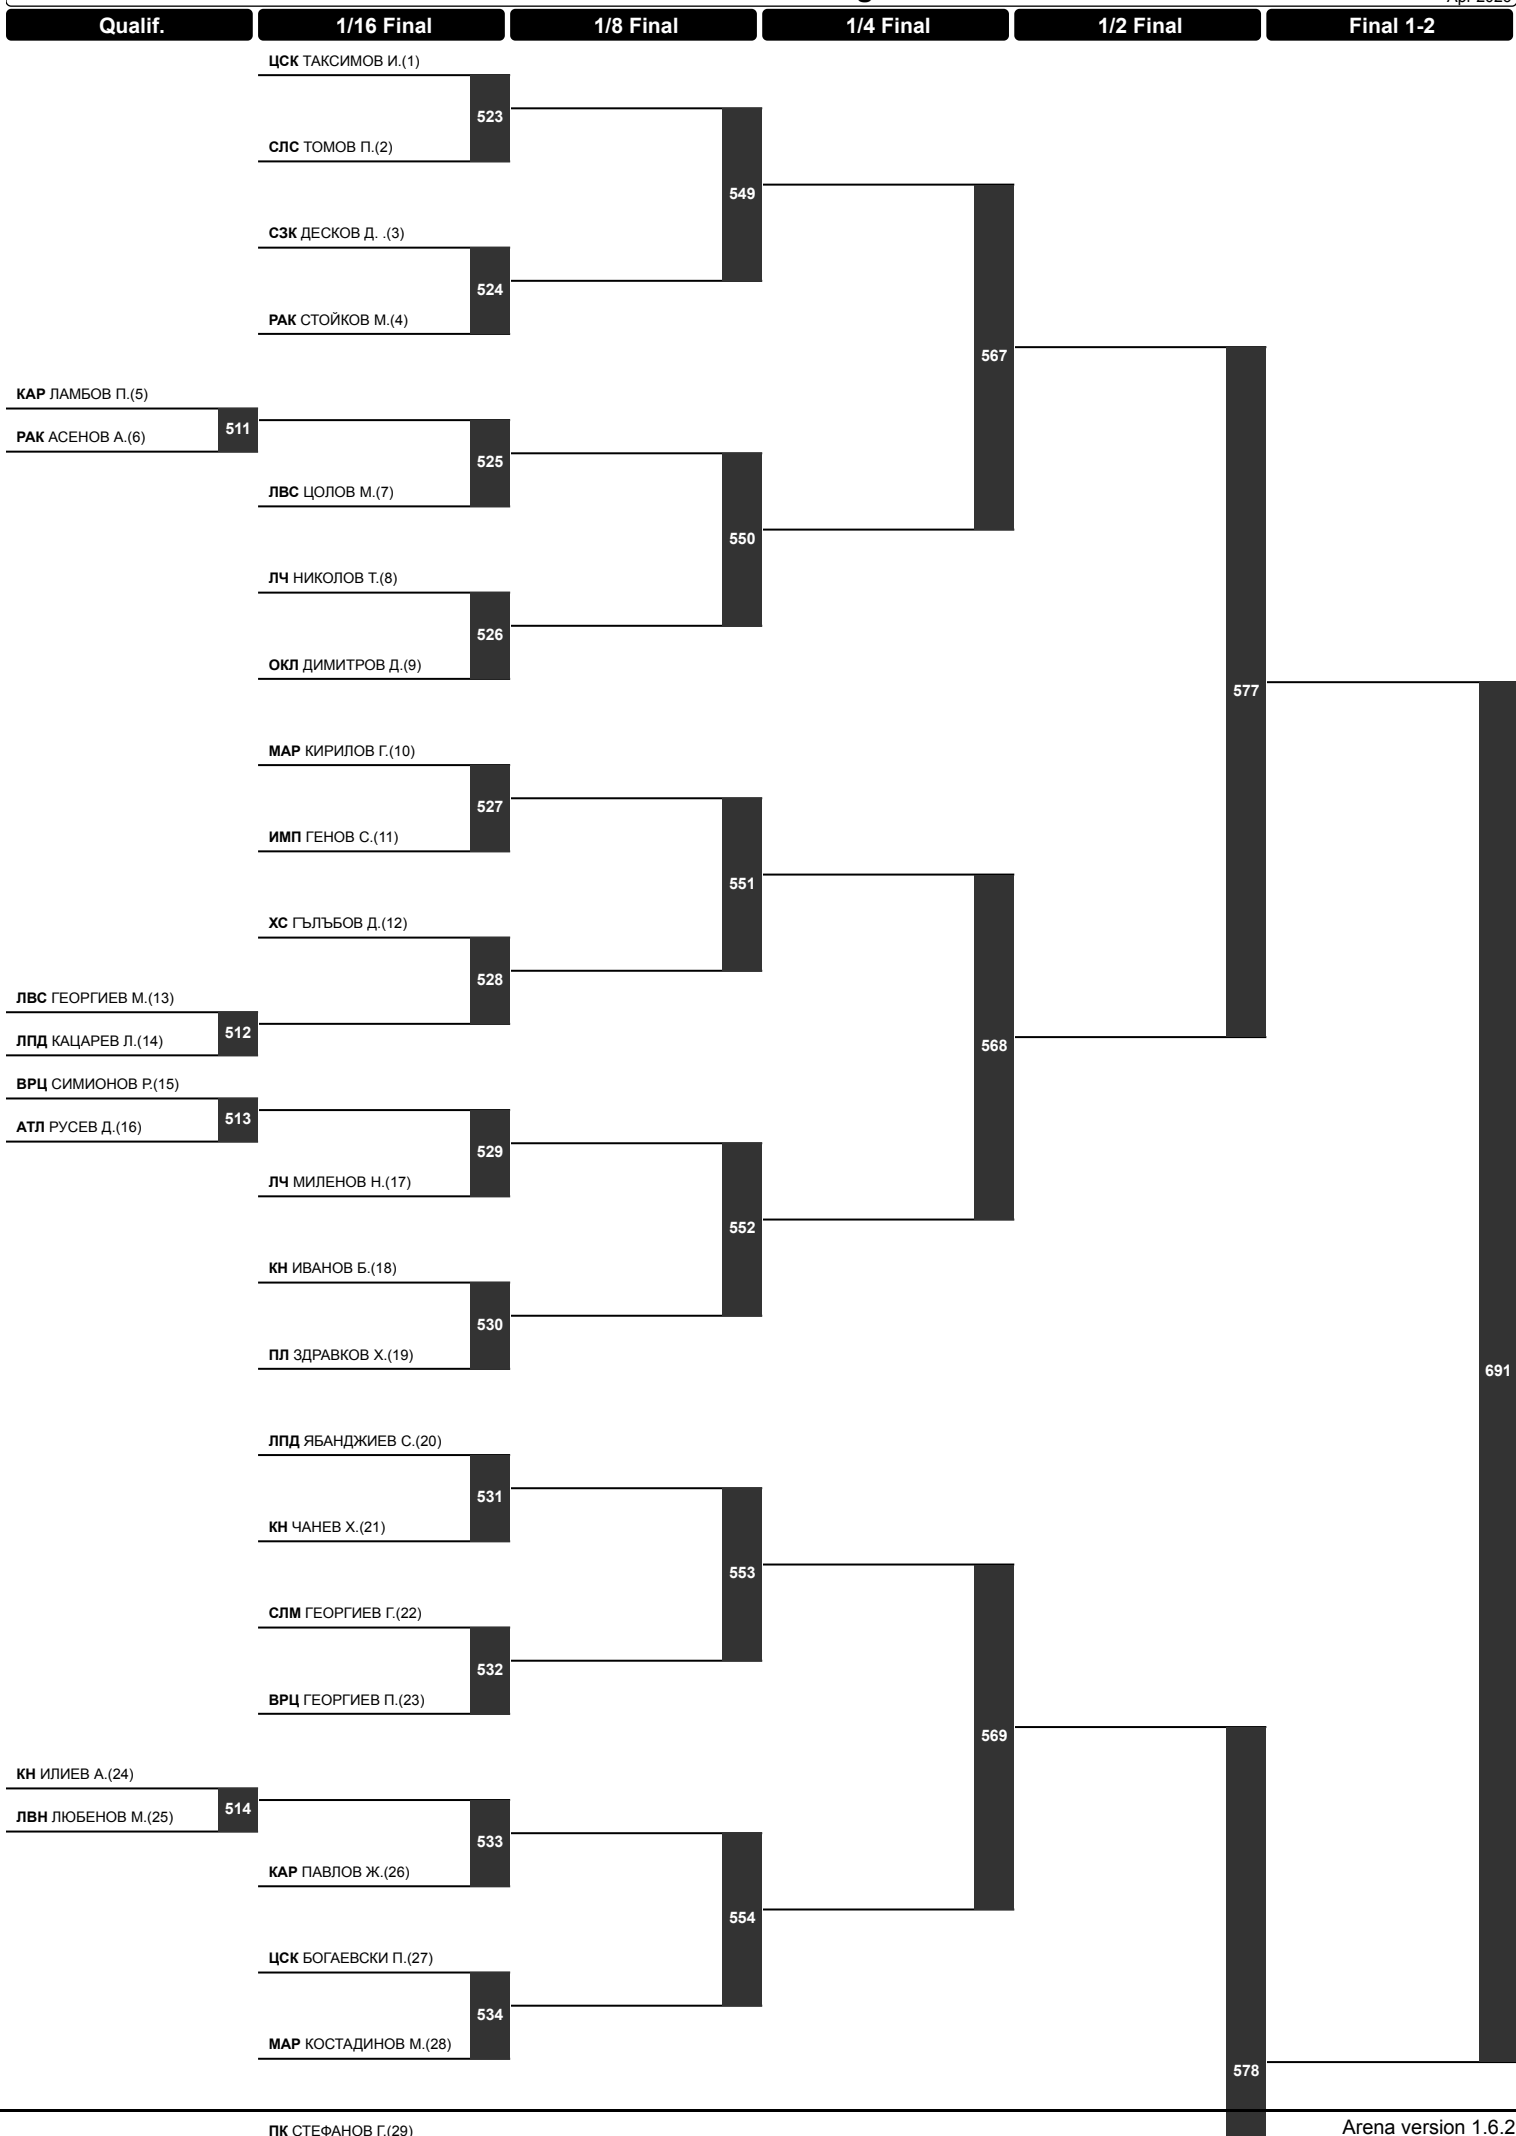 Qualif. 1/16 Final 1/8 Final 1/4 Final 1/2 Final Final 1-2
ЦСК ТАКСИМОВ И.(1)
523
СЛС ТОМОВ П.(2)
549
СЗК ДЕСКОВ Д. .(3)
524
РАК СТОЙКОВ М.(4)
567
КАР ЛАМБОВ П.(5)
511
РАК АСЕНОВ А.(6)
525
ЛВС ЦОЛОВ М.(7)
550
ЛЧ НИКОЛОВ Т.(8)
526
ОКЛ ДИМИТРОВ Д.(9)
577
МАР КИРИЛОВ Г.(10)
527
ИМП ГЕНОВ С.(11)
551
ХС ГЪЛЪБОВ Д.(12)
528
ЛВС ГЕОРГИЕВ М.(13)
512
ЛПД КАЦАРЕВ Л.(14)
568
ВРЦ СИМИОНОВ Р.(15)
513
АТЛ РУСЕВ Д.(16)
529
ЛЧ МИЛЕНОВ Н.(17)
552
КН ИВАНОВ Б.(18)
530
ПЛ ЗДРАВКОВ Х.(19)
691
ЛПД ЯБАНДЖИЕВ С.(20)
531
КН ЧАНЕВ Х.(21)
553
СЛМ ГЕОРГИЕВ Г.(22)
532
ВРЦ ГЕОРГИЕВ П.(23)
569
КН ИЛИЕВ А.(24)
514
ЛВН ЛЮБЕНОВ М.(25)
533
КАР ПАВЛОВ Ж.(26)
554
ЦСК БОГАЕВСКИ П.(27)
534
МАР КОСТАДИНОВ М.(28)
578
ПК СТЕФАНОВ Г.(29)
Arena version 1.6.2